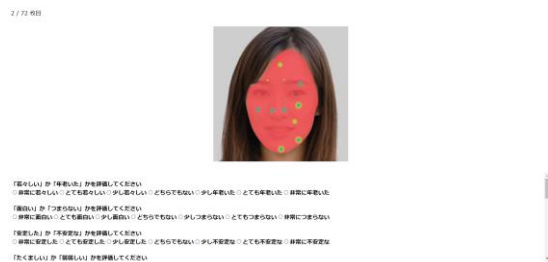 2 / 72 枚目
「若々しい」か「年老いた」かを評価してください
○ 非常に若々しい ○ とても若々しい ○ 少し若々しい ○ どちらでもない ○ 少し年老いた ○ とても年老いた ○ 非常に年老いた
「面白い」か「つまらない」かを評価してください
○ 非常に面白い ○ とても面白い ○ 少し面白い ○ どちらでもない ○ 少しつまらない ○ とてもつまらない ○ 非常につまらない
「安定した」か「不安定な」かを評価してください
○ 非常に安定した ○ とても安定した ○ 少し安定した ○ どちらでもない ○ 少し不安定な ○ とても不安定な ○ 非常に不安定な
「たくましい」か「弱弱しい」かを評価してください